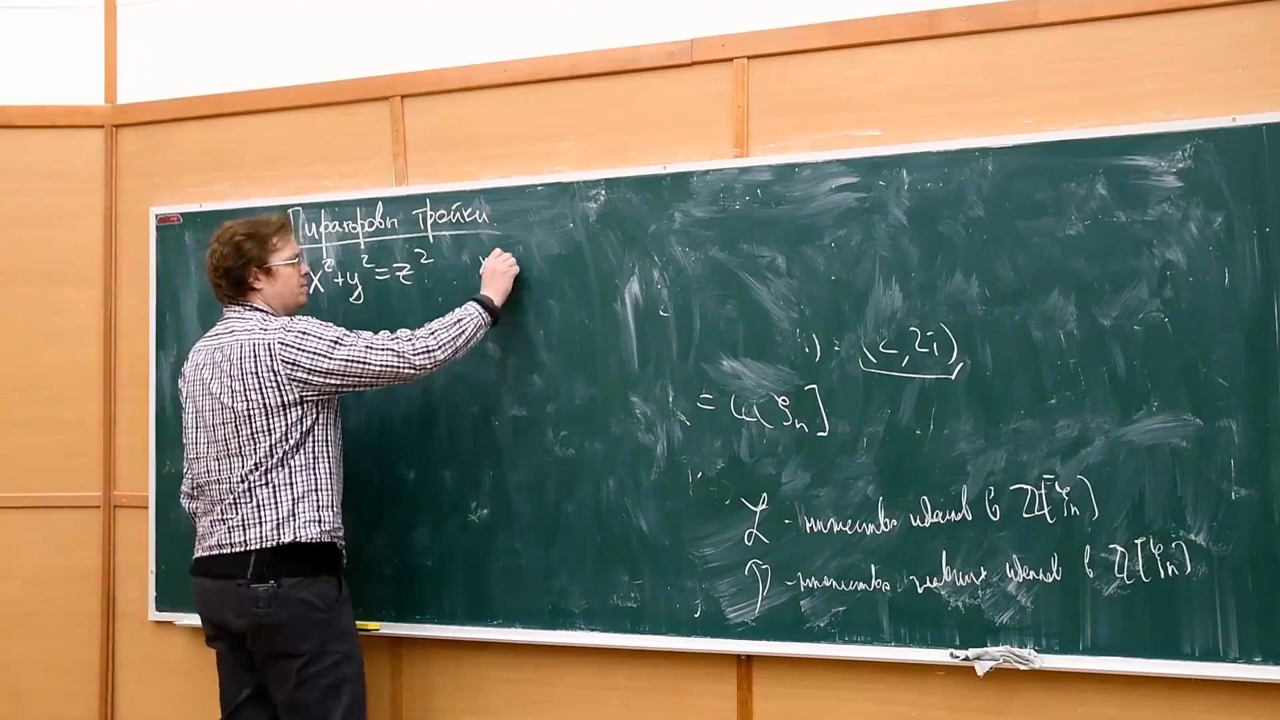 Пифагоровы тройки
x² + y² = z²
) = (2, 2i)
= ζₙ]
- множество идеалов в ℤ[ζₙ]
- множество главных идеалов в ℤ[ζₙ]